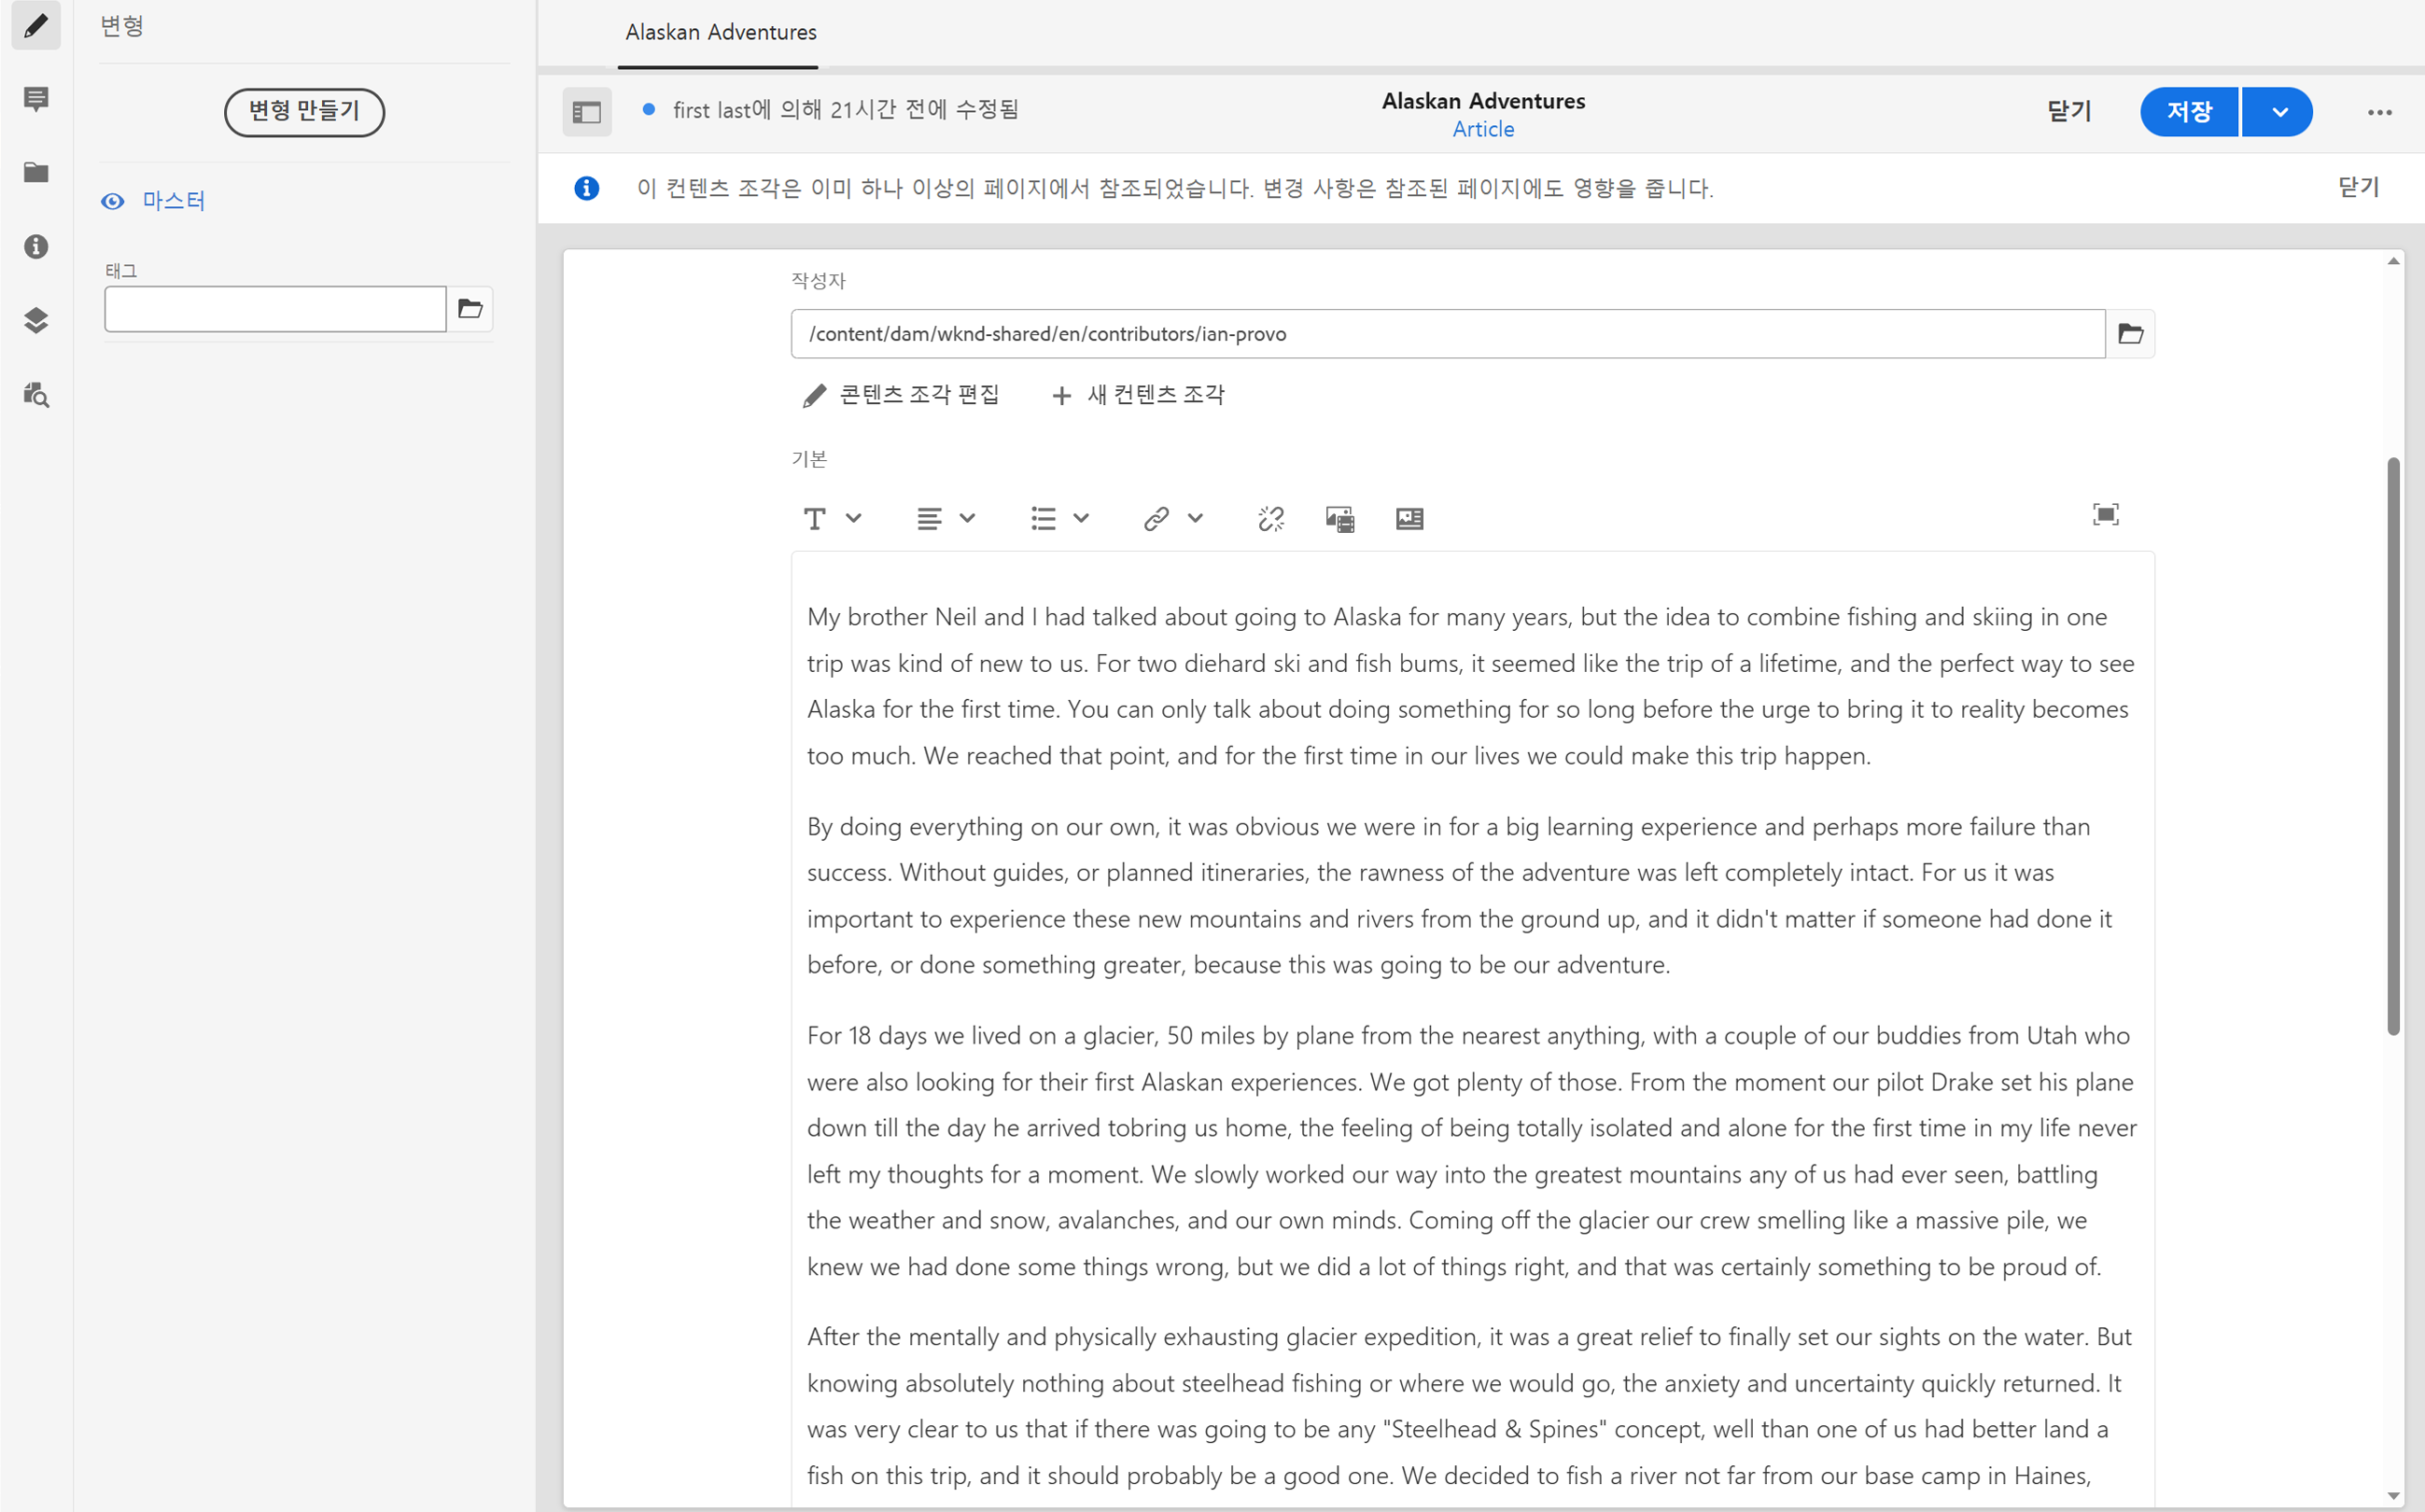 변형
변형 만들기
마스터
태그
Alaskan Adventures
first last에 의해 21시간 전에 수정됨
Alaskan Adventures
Article
닫기
저장
이 컨텐츠 조각은 이미 하나 이상의 페이지에서 참조되었습니다. 변경 사항은 참조된 페이지에도 영향을 줍니다.
닫기
작성자
/content/dam/wknd-shared/en/contributors/ian-provo
콘텐츠 조각 편집
새 컨텐츠 조각
기본
My brother Neil and I had talked about going to Alaska for many years, but the idea to combine fishing and skiing in one
trip was kind of new to us. For two diehard ski and fish bums, it seemed like the trip of a lifetime, and the perfect way to see
Alaska for the first time. You can only talk about doing something for so long before the urge to bring it to reality becomes
too much. We reached that point, and for the first time in our lives we could make this trip happen.
By doing everything on our own, it was obvious we were in for a big learning experience and perhaps more failure than
success. Without guides, or planned itineraries, the rawness of the adventure was left completely intact. For us it was
important to experience these new mountains and rivers from the ground up, and it didn't matter if someone had done it
before, or done something greater, because this was going to be our adventure.
For 18 days we lived on a glacier, 50 miles by plane from the nearest anything, with a couple of our buddies from Utah who
were also looking for their first Alaskan experiences. We got plenty of those. From the moment our pilot Drake set his plane
down till the day he arrived tobring us home, the feeling of being totally isolated and alone for the first time in my life never
left my thoughts for a moment. We slowly worked our way into the greatest mountains any of us had ever seen, battling
the weather and snow, avalanches, and our own minds. Coming off the glacier our crew smelling like a massive pile, we
knew we had done some things wrong, but we did a lot of things right, and that was certainly something to be proud of.
After the mentally and physically exhausting glacier expedition, it was a great relief to finally set our sights on the water. But
knowing absolutely nothing about steelhead fishing or where we would go, the anxiety and uncertainty quickly returned. It
was very clear to us that if there was going to be any "Steelhead & Spines" concept, well than one of us had better land a
fish on this trip, and it should probably be a good one. We decided to fish a river not far from our base camp in Haines,